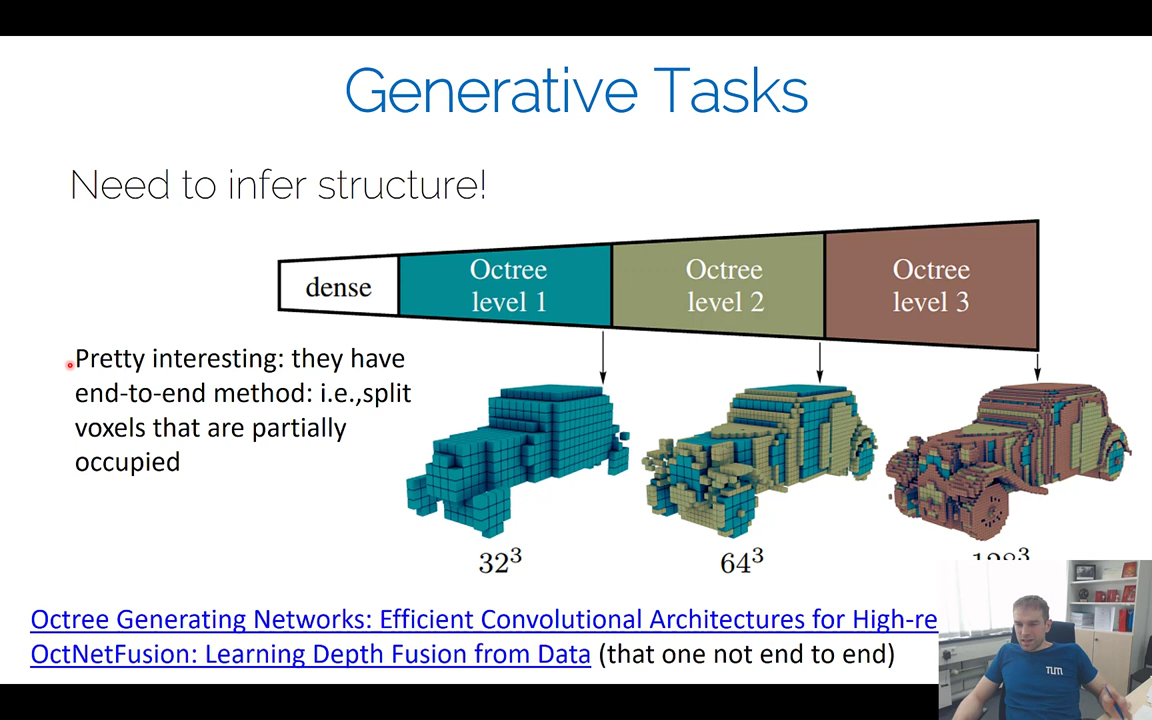 Generative Tasks
Need to infer structure!
dense
Octree
level 1
Octree
level 2
Octree
level 3
Pretty interesting: they have
end-to-end method: i.e.,split
voxels that are partially
occupied
32³
64³
128³
Octree Generating Networks: Efficient Convolutional Architectures for High-re
OctNetFusion: Learning Depth Fusion from Data (that one not end to end)
TUM